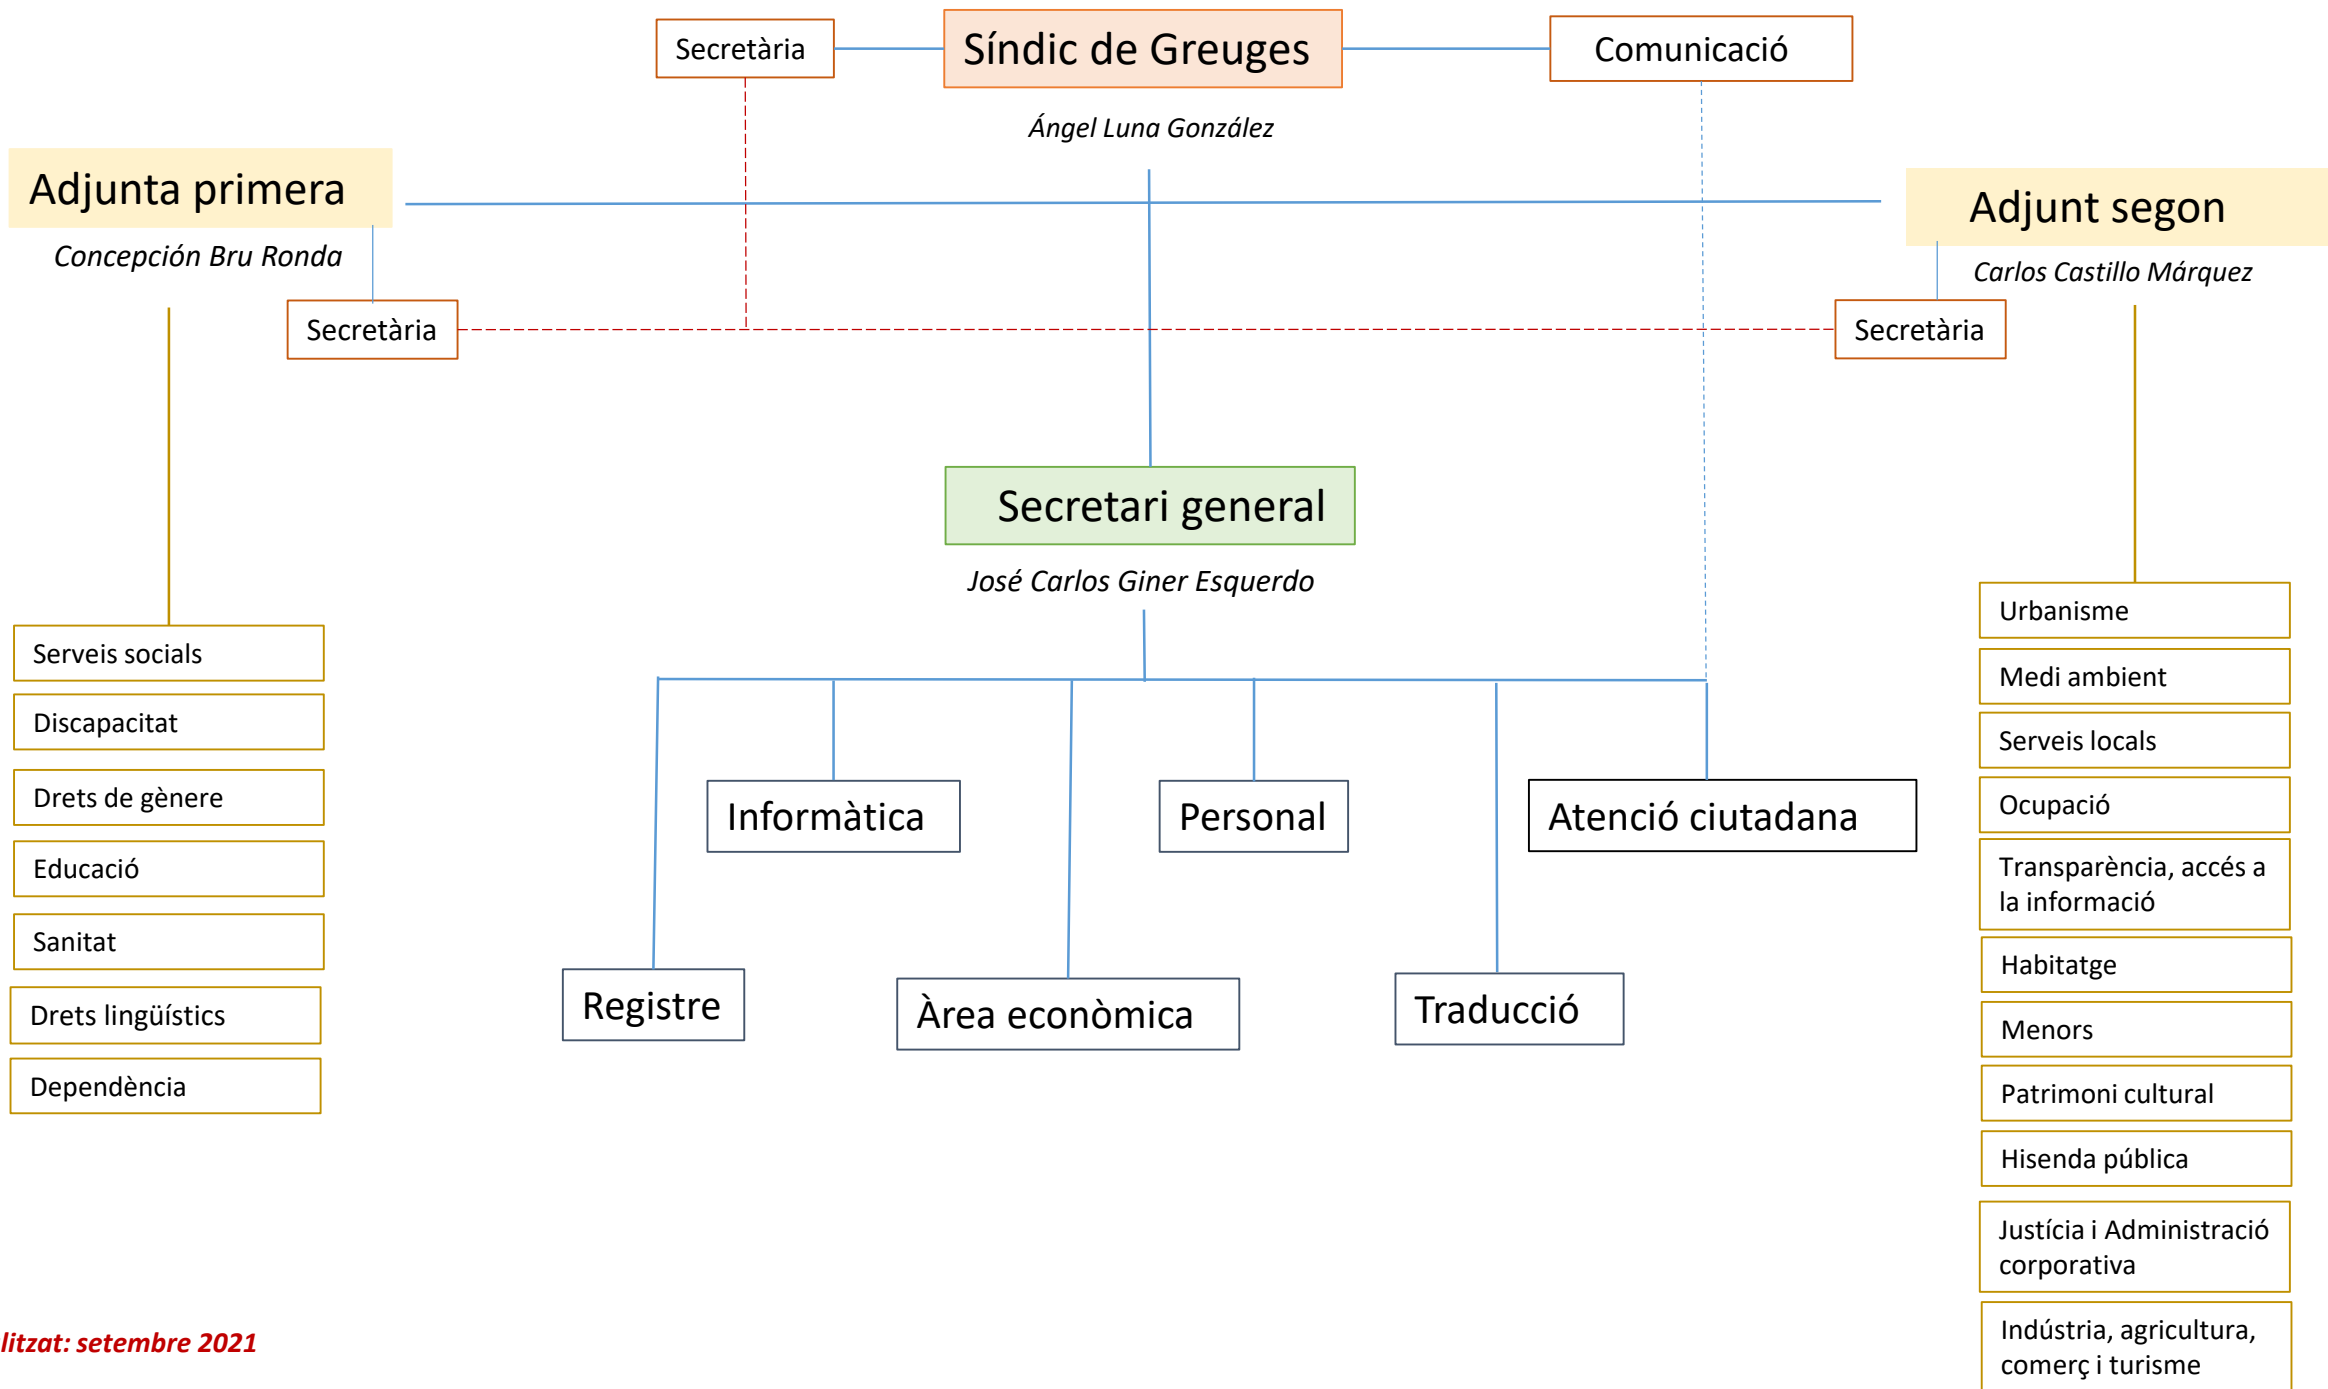 Secretària
Síndic de Greuges
Comunicació
Ángel Luna González
Adjunta primera
Adjunt segon
Concepción Bru Ronda
Carlos Castillo Márquez
Secretària
Secretària
Secretari general
José Carlos Giner Esquerdo
Serveis socials
Discapacitat
Drets de gènere
Educació
Sanitat
Drets lingüístics
Dependència
Informàtica
Personal
Atenció ciutadana
Registre
Àrea econòmica
Traducció
Urbanisme
Medi ambient
Serveis locals
Ocupació
Transparència, accés a
la informació
Habitatge
Menors
Patrimoni cultural
Hisenda pública
Justícia i Administració
corporativa
Indústria, agricultura,
comerç i turisme
litzat: setembre 2021